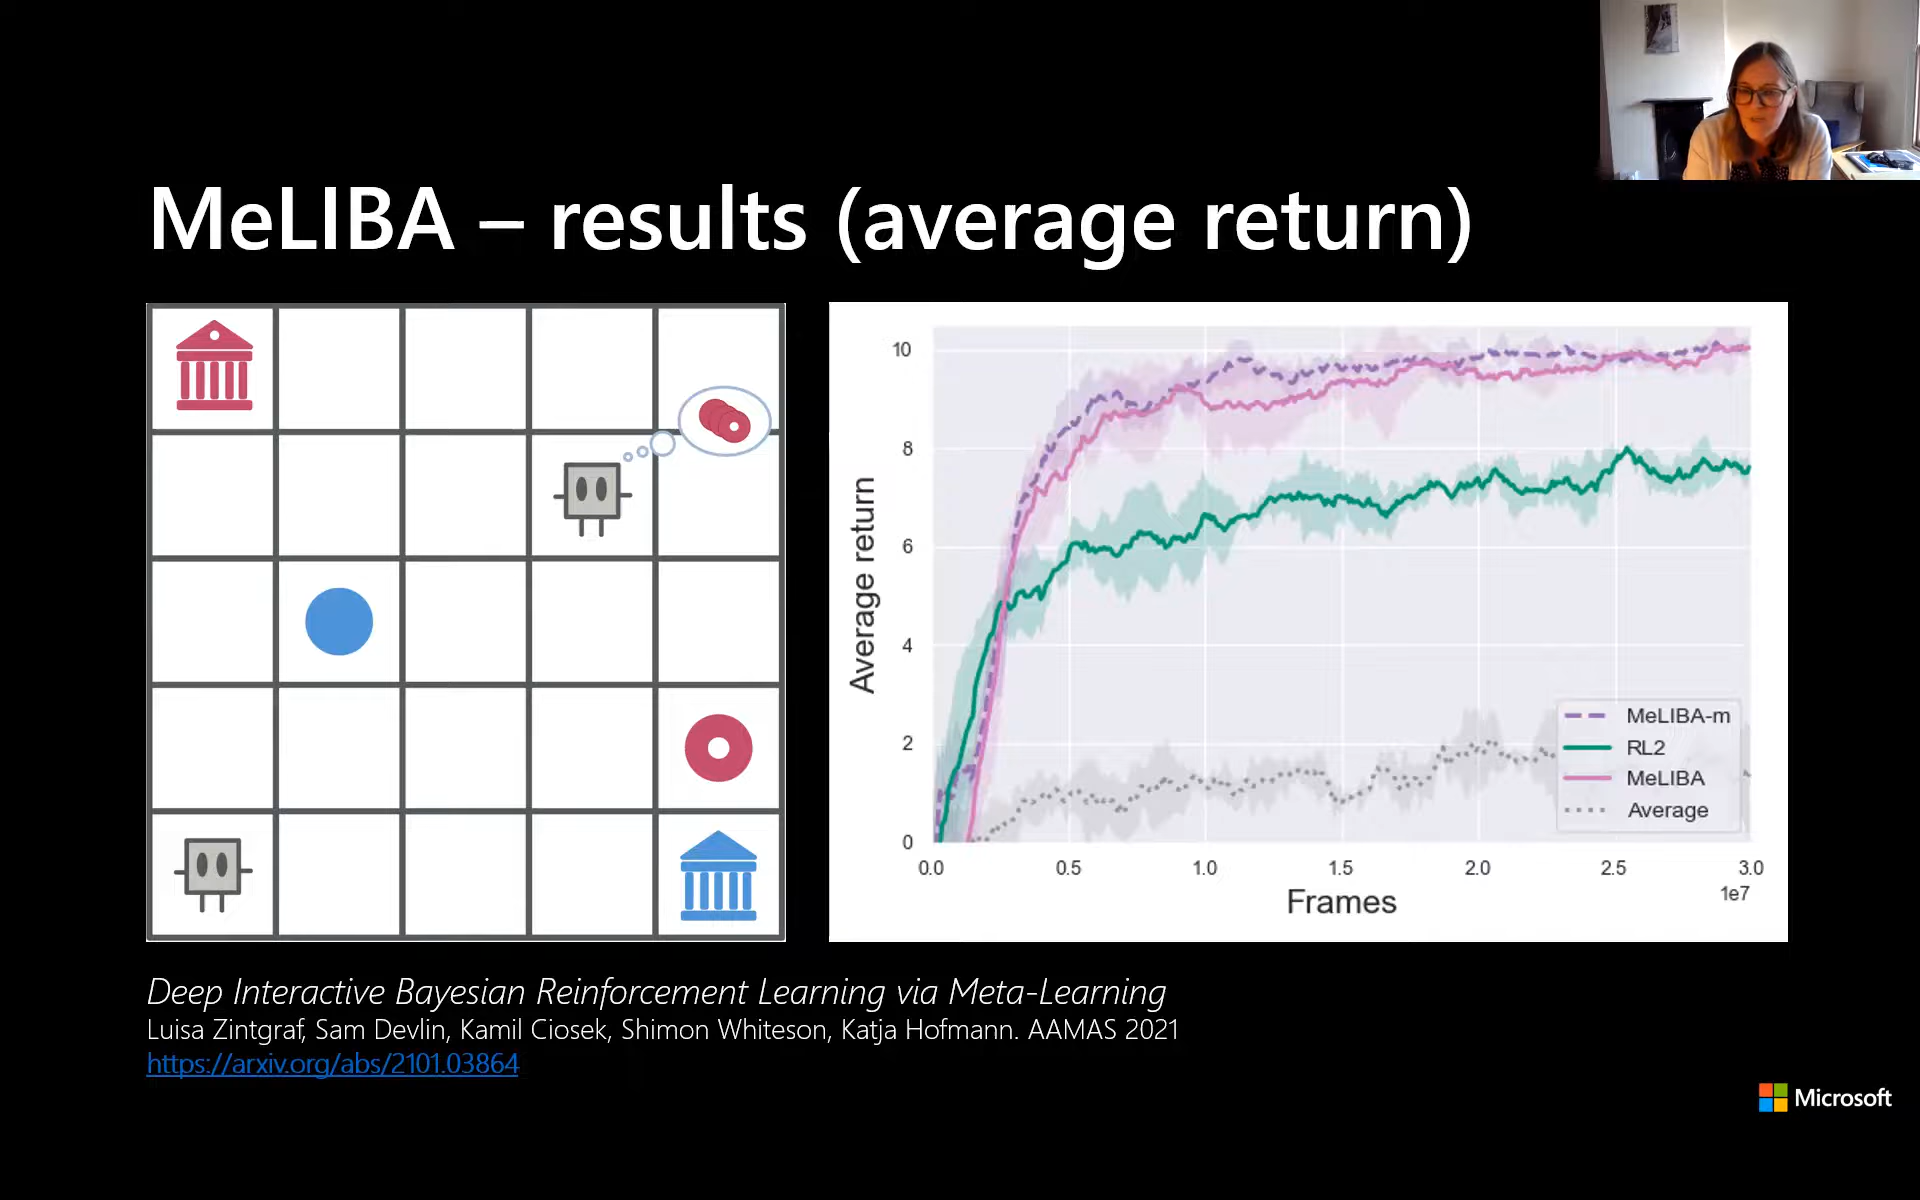 MeLIBA – results (average return)
10
8
6
4
2
0
Average return
0.0 0.5 1.0 1.5 2.0 2.5 3.0
1e7
Frames
MeLIBA-m
RL2
MeLIBA
Average
Deep Interactive Bayesian Reinforcement Learning via Meta-Learning
Luisa Zintgraf, Sam Devlin, Kamil Ciosek, Shimon Whiteson, Katja Hofmann. AAMAS 2021
https://arxiv.org/abs/2101.03864
Microsoft